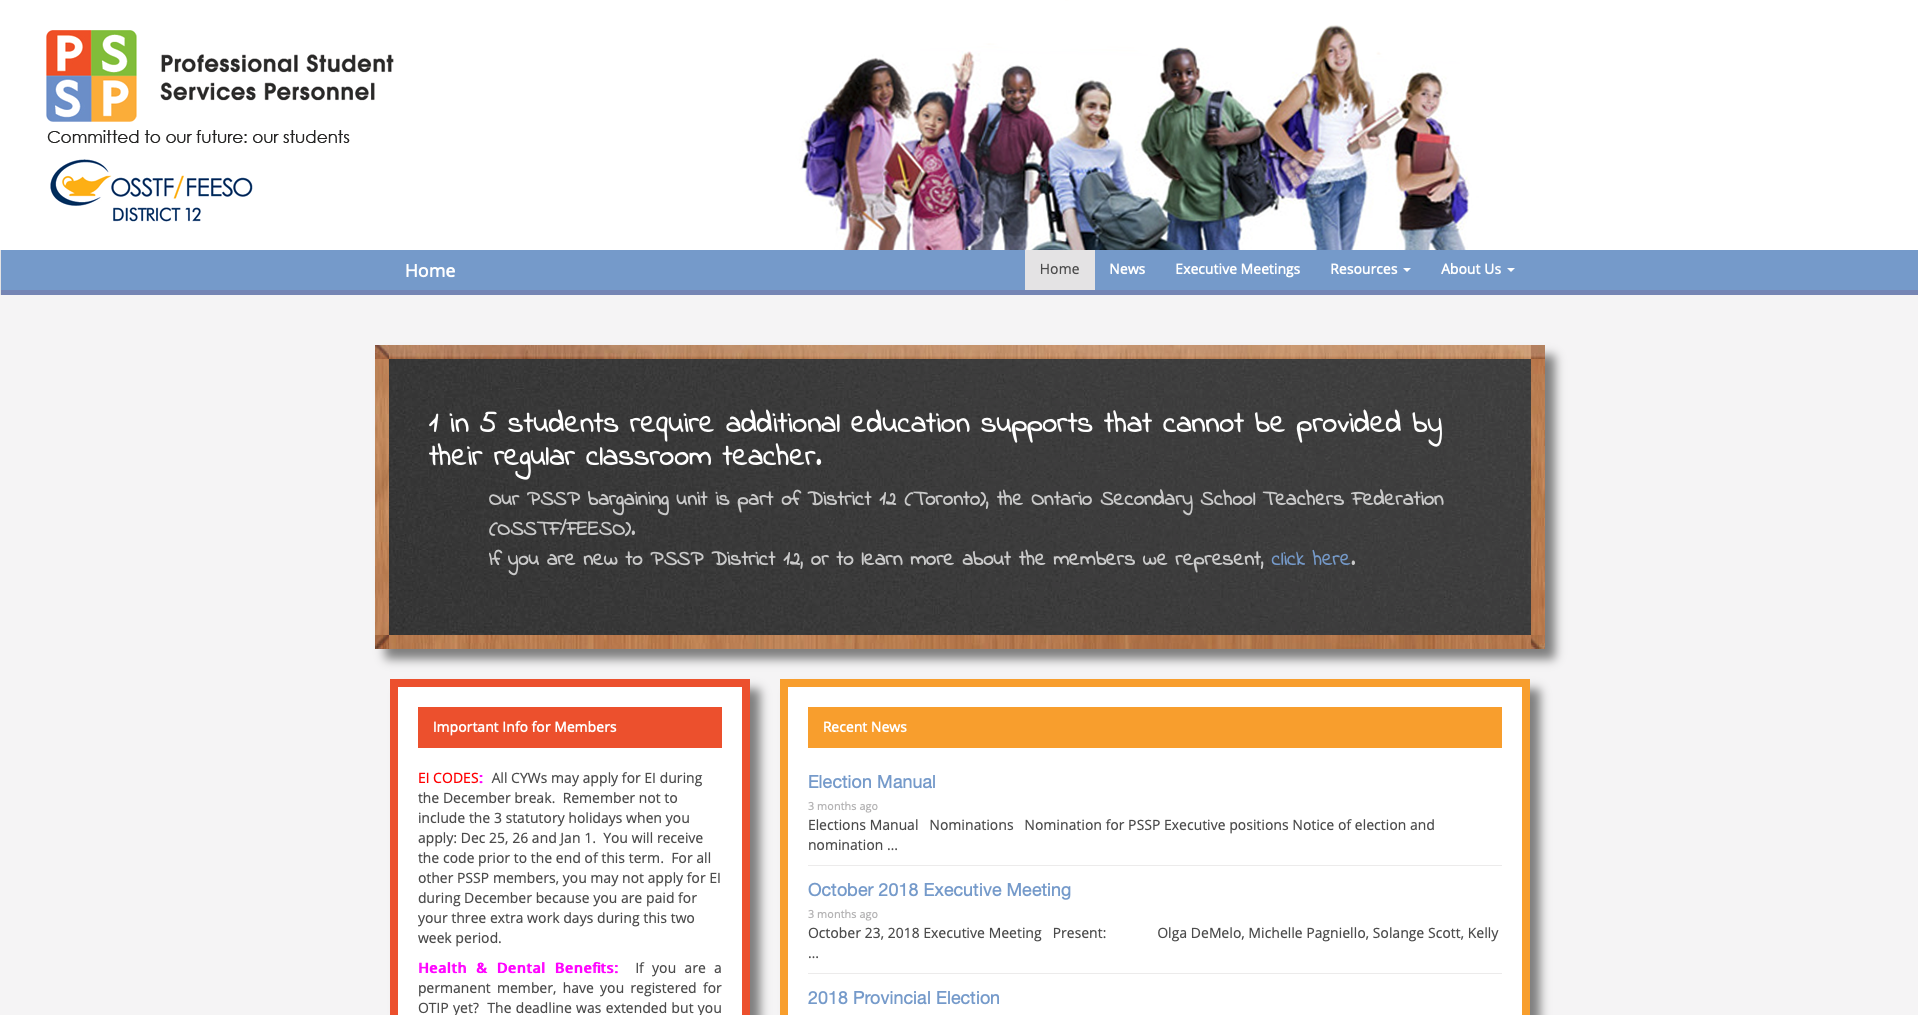 PS
SP
Professional Student
Services Personnel
Committed to our future: our students
OSSTF/FEESO
DISTRICT 12
Home
Home News Executive Meetings Resources About Us
1 in 5 students require additional education supports that cannot be provided by
their regular classroom teacher.
Our PSSP bargaining unit is part of District 12 (Toronto), the Ontario Secondary School Teachers Federation
(OSSTF/FEESO).
If you are new to PSSP District 12, or to learn more about the members we represent, click here.
Important Info for Members
EI CODES: All CYWs may apply for EI during
the December break. Remember not to
include the 3 statutory holidays when you
apply: Dec 25, 26 and Jan 1. You will receive
the code prior to the end of this term. For all
other PSSP members, you may not apply for EI
during December because you are paid for
your three extra work days during this two
week period.
Health & Dental Benefits: If you are a
permanent member, have you registered for
OTIP yet? The deadline was extended but you
Recent News
Election Manual
3 months ago
Elections Manual Nominations Nomination for PSSP Executive positions Notice of election and
nomination ...
October 2018 Executive Meeting
3 months ago
October 23, 2018 Executive Meeting Present: Olga DeMelo, Michelle Pagniello, Solange Scott, Kelly
...
2018 Provincial Election